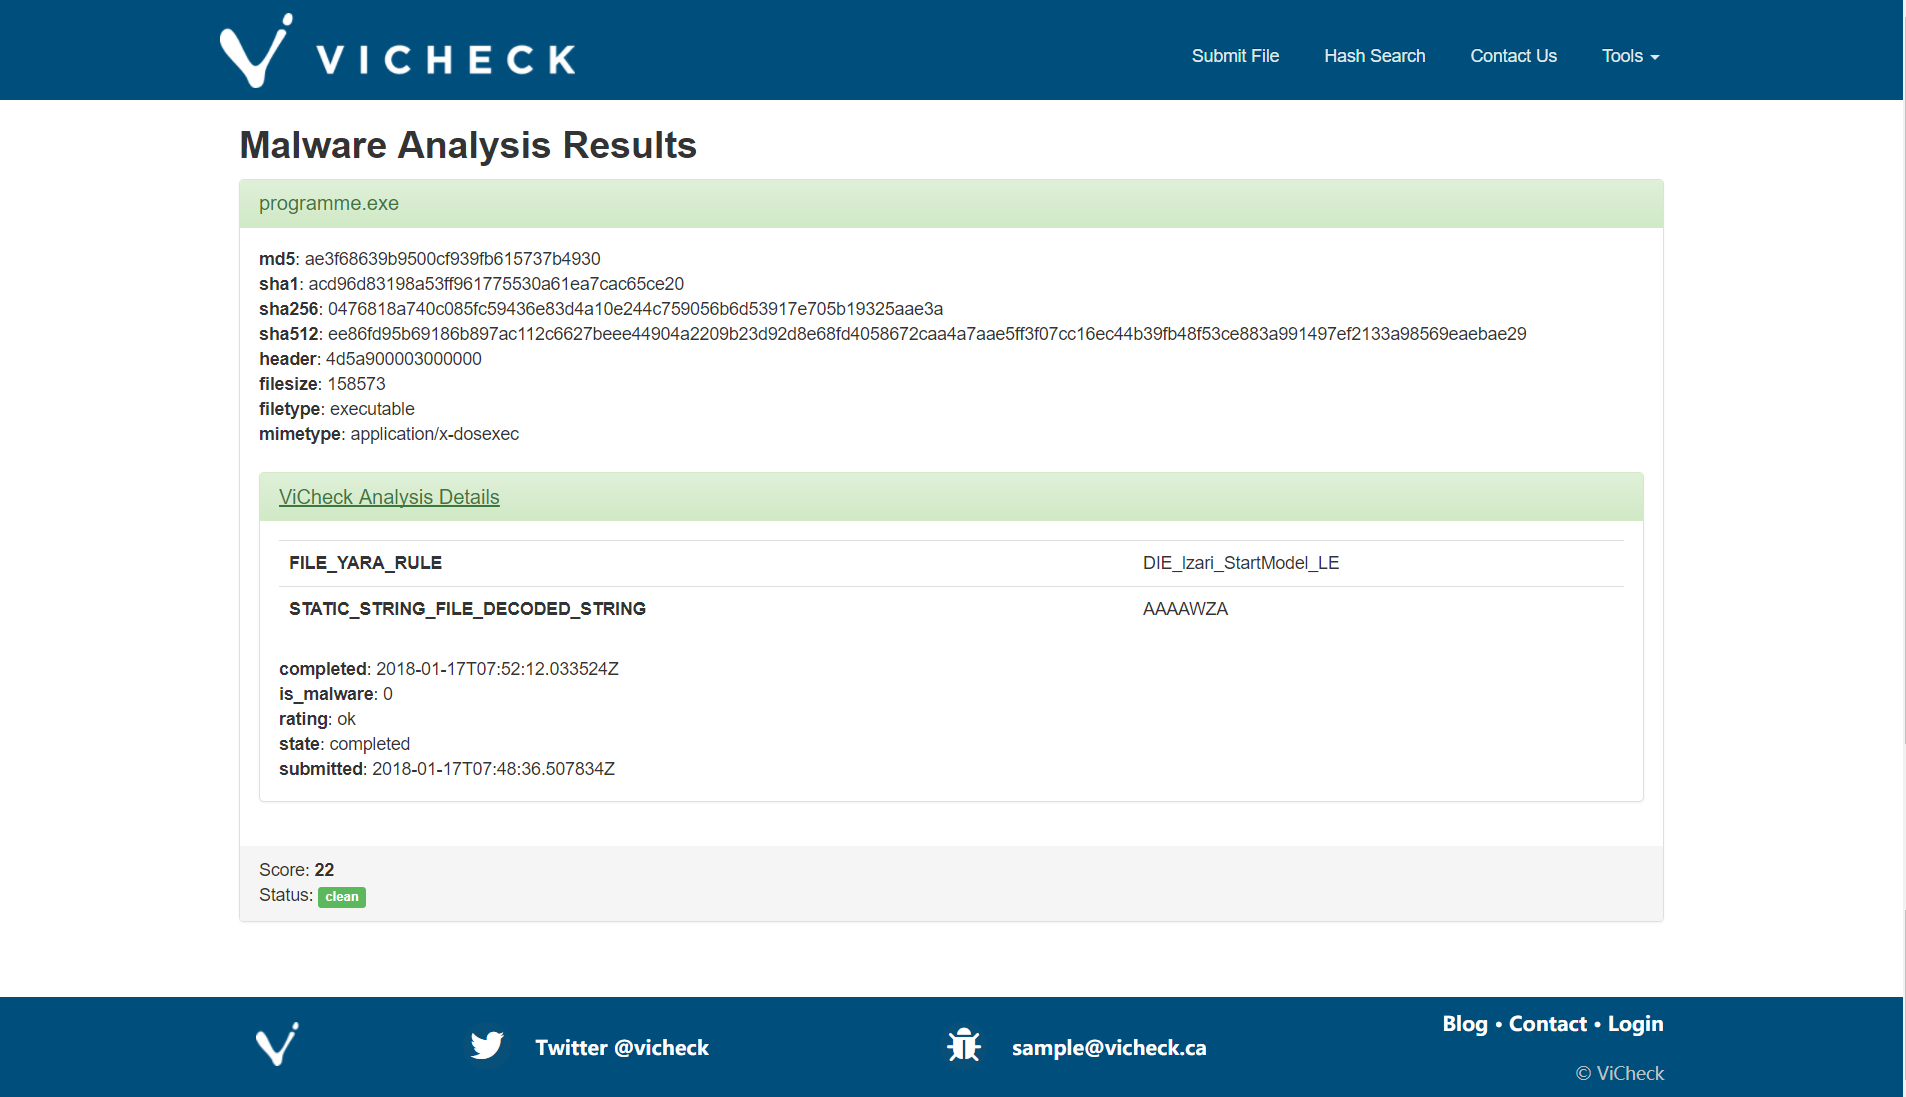 VICHECK
Submit File
Hash Search
Contact Us
Tools
Malware Analysis Results
programme.exe
md5: ae3f68639b9500cf939fb615737b4930
sha1: acd96d83198a53ff961775530a61ea7cac65ce20
sha256: 0476818a740c085fc59436e83d4a10e244c759056b6d53917e705b19325aae3a
sha512: ee86fd95b69186b897ac112c6627beee44904a2209b23d92d8e68fd4058672caa4a7aae5ff3f07cc16ec44b39fb48f53ce883a991497ef2133a98569eaebae29
header: 4d5a900003000000
filesize: 158573
filetype: executable
mimetype: application/x-dosexec
ViCheck Analysis Details
FILE_YARA_RULE DIE_lzari_StartModel_LE
STATIC_STRING_FILE_DECODED_STRING AAAAWZA
completed: 2018-01-17T07:52:12.033524Z
is_malware: 0
rating: ok
state: completed
submitted: 2018-01-17T07:48:36.507834Z
Score: 22
Status: clean
Twitter @vicheck
sample@vicheck.ca
Blog • Contact • Login
© ViCheck